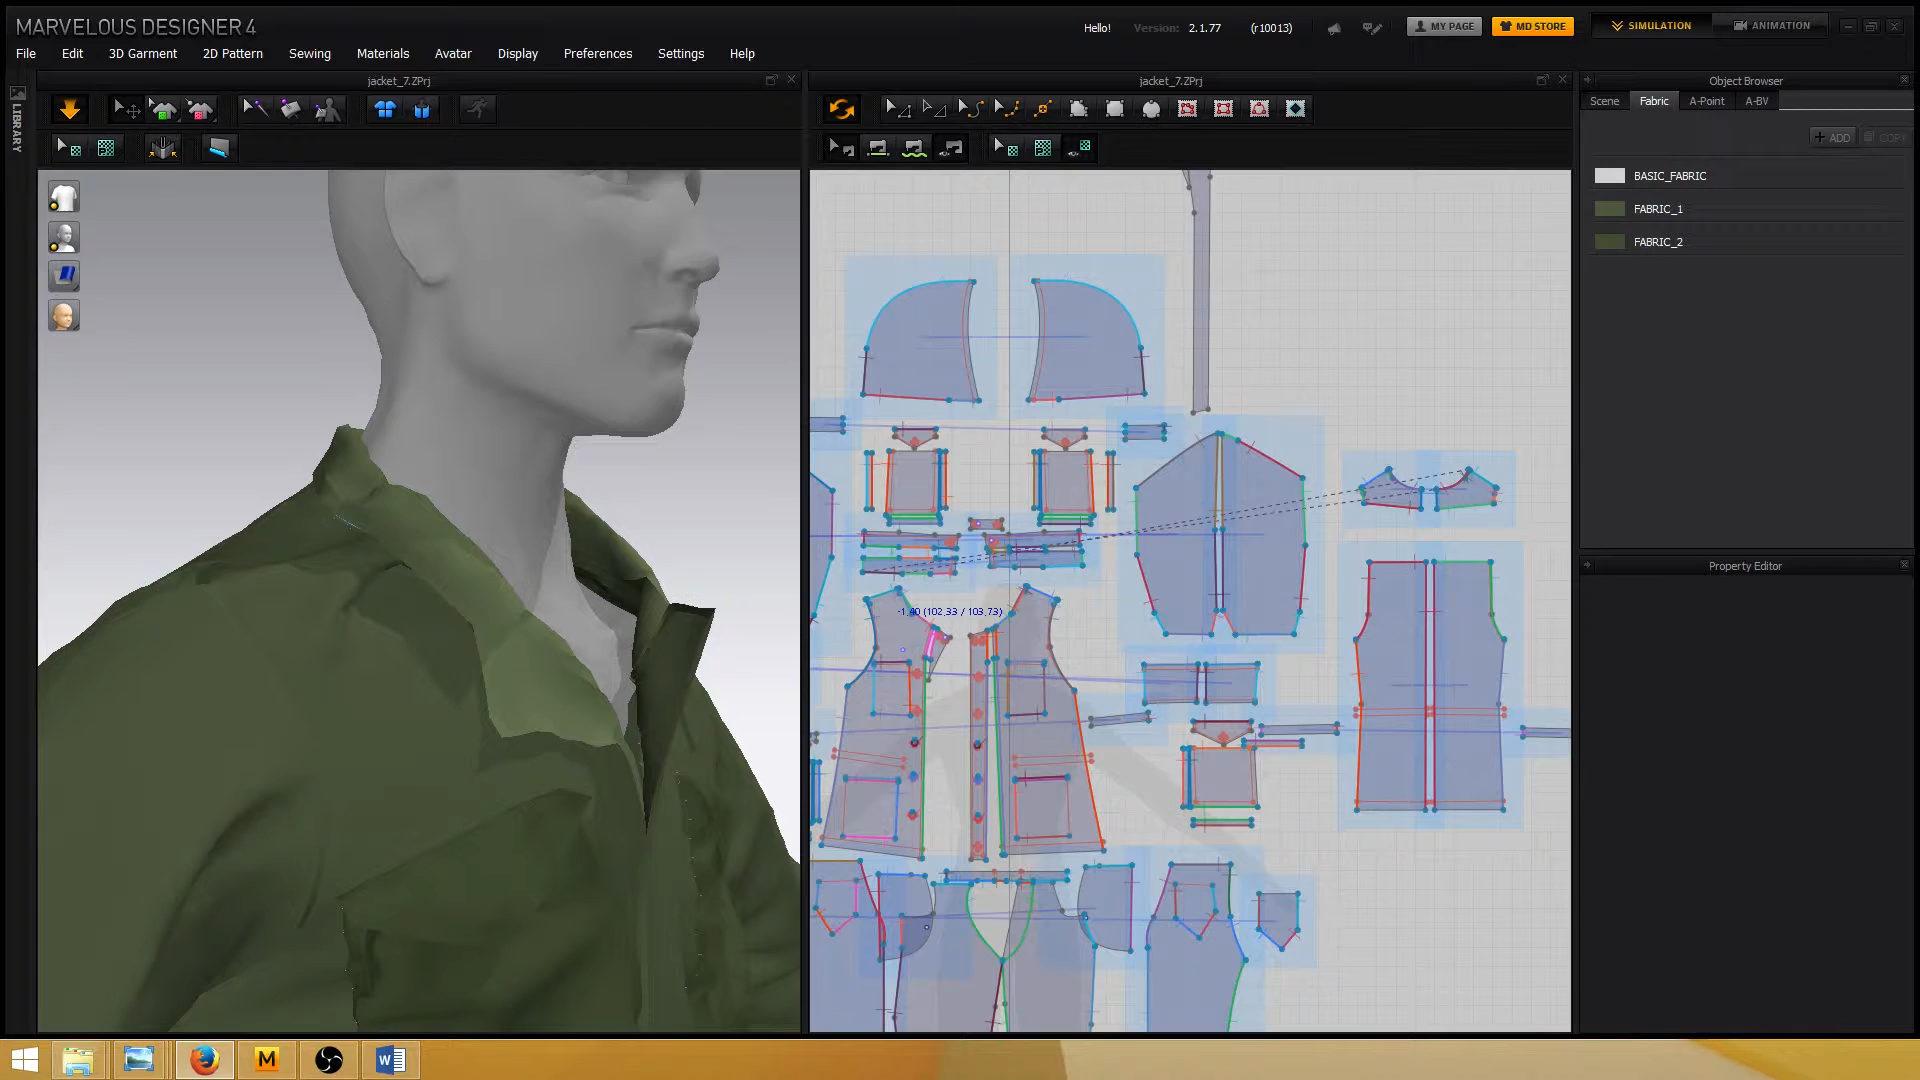 MARVELOUS DESIGNER 4
Hello!
Version: 2.1.77 (r10013)
MY PAGE
MD STORE
SIMULATION
ANIMATION
File Edit 3D Garment 2D Pattern Sewing Materials Avatar Display Preferences Settings Help
jacket_7.ZPrj
jacket_7.ZPrj
Object Browser
Scene Fabric A-Point A-BV
+ ADD
COPY
LIBRARY
BASIC_FABRIC
FABRIC_1
FABRIC_2
Property Editor
-1.40 (102.33 / 103.73)
M
W